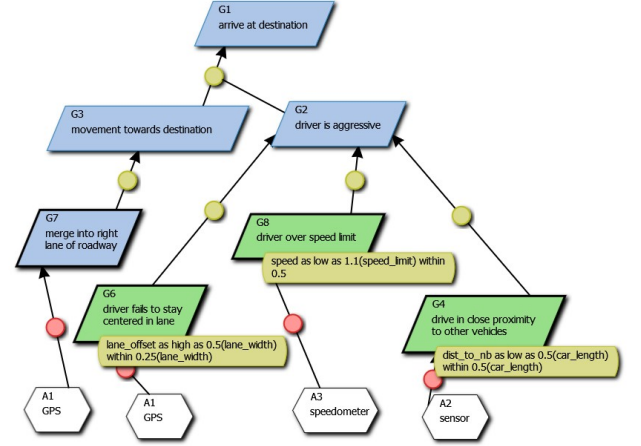 G1
arrive at destination
G3
movement towards destination
G2
driver is aggressive
G7
merge into right
lane of roadway
G8
driver over speed limit
speed as low as 1.1(speed_limit) within
0.5
G6
driver fails to stay
centered in lane
lane_offset as high as 0.5(lane_width)
within 0.25(lane_width)
G4
drive in close proximity
to other vehicles
dist_to_nb as low as 0.5(car_length)
within 0.5(car_length)
A1
GPS
A1
GPS
A3
speedometer
A2
sensor